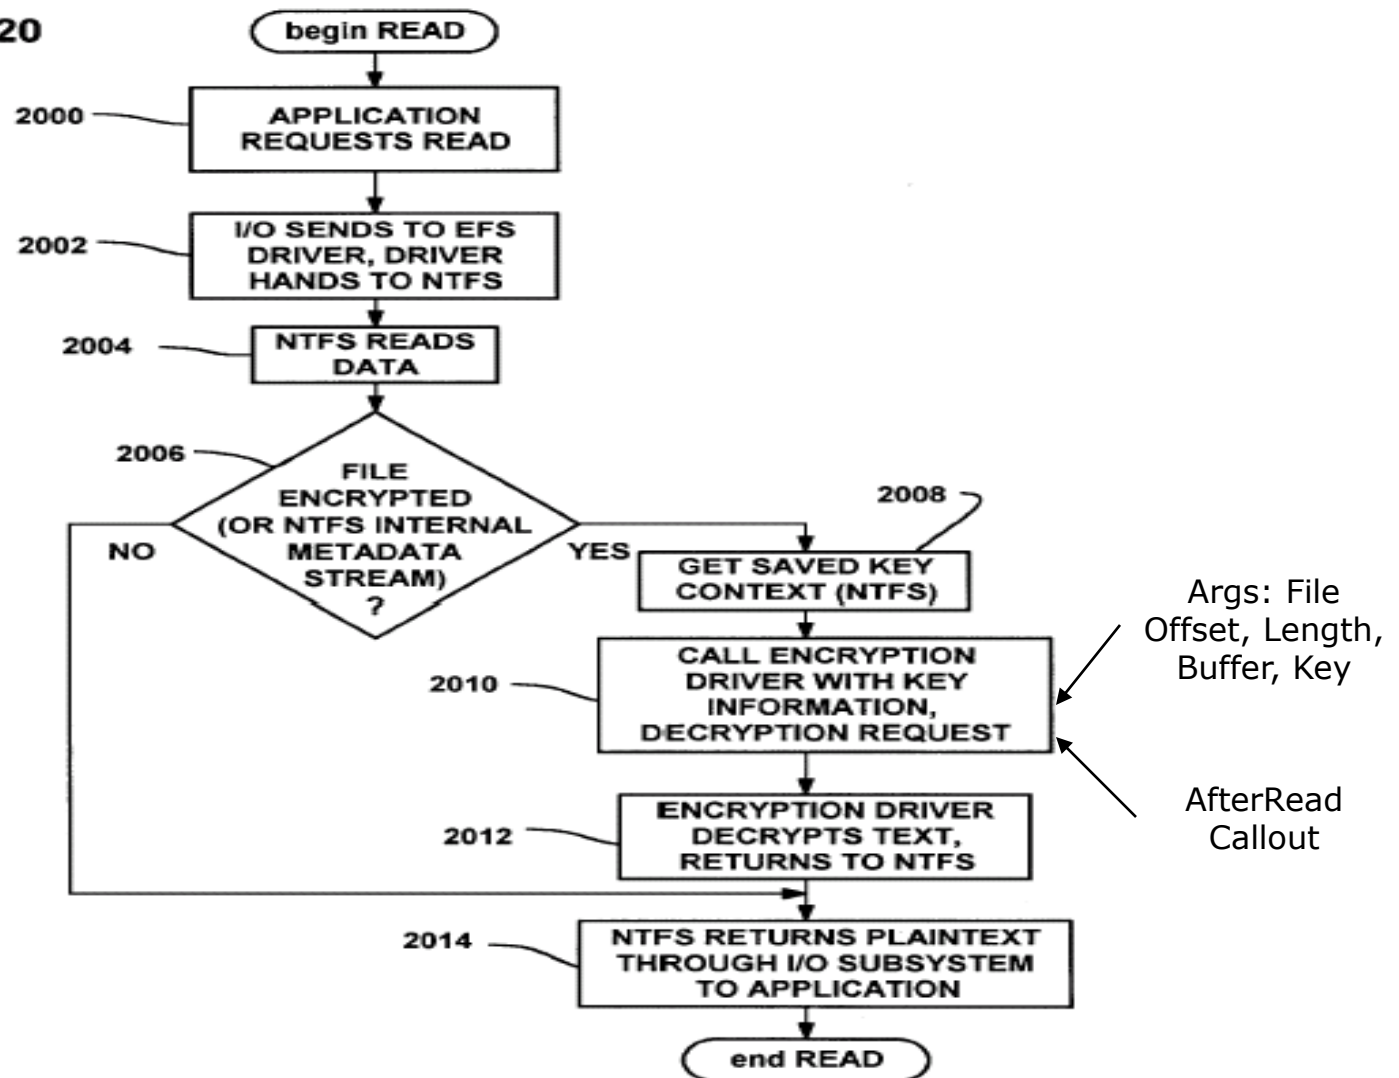 20
begin READ
2000
APPLICATION
REQUESTS READ
2002
I/O SENDS TO EFS
DRIVER, DRIVER
HANDS TO NTFS
2004
NTFS READS
DATA
2006
FILE
ENCRYPTED
(OR NTFS INTERNAL
METADATA
STREAM)
?
NO
YES
2008
GET SAVED KEY
CONTEXT (NTFS)
Args: File
Offset, Length,
Buffer, Key
2010
CALL ENCRYPTION
DRIVER WITH KEY
INFORMATION,
DECRYPTION REQUEST
AfterRead
Callout
2012
ENCRYPTION DRIVER
DECRYPTS TEXT,
RETURNS TO NTFS
2014
NTFS RETURNS PLAINTEXT
THROUGH I/O SUBSYSTEM
TO APPLICATION
end READ